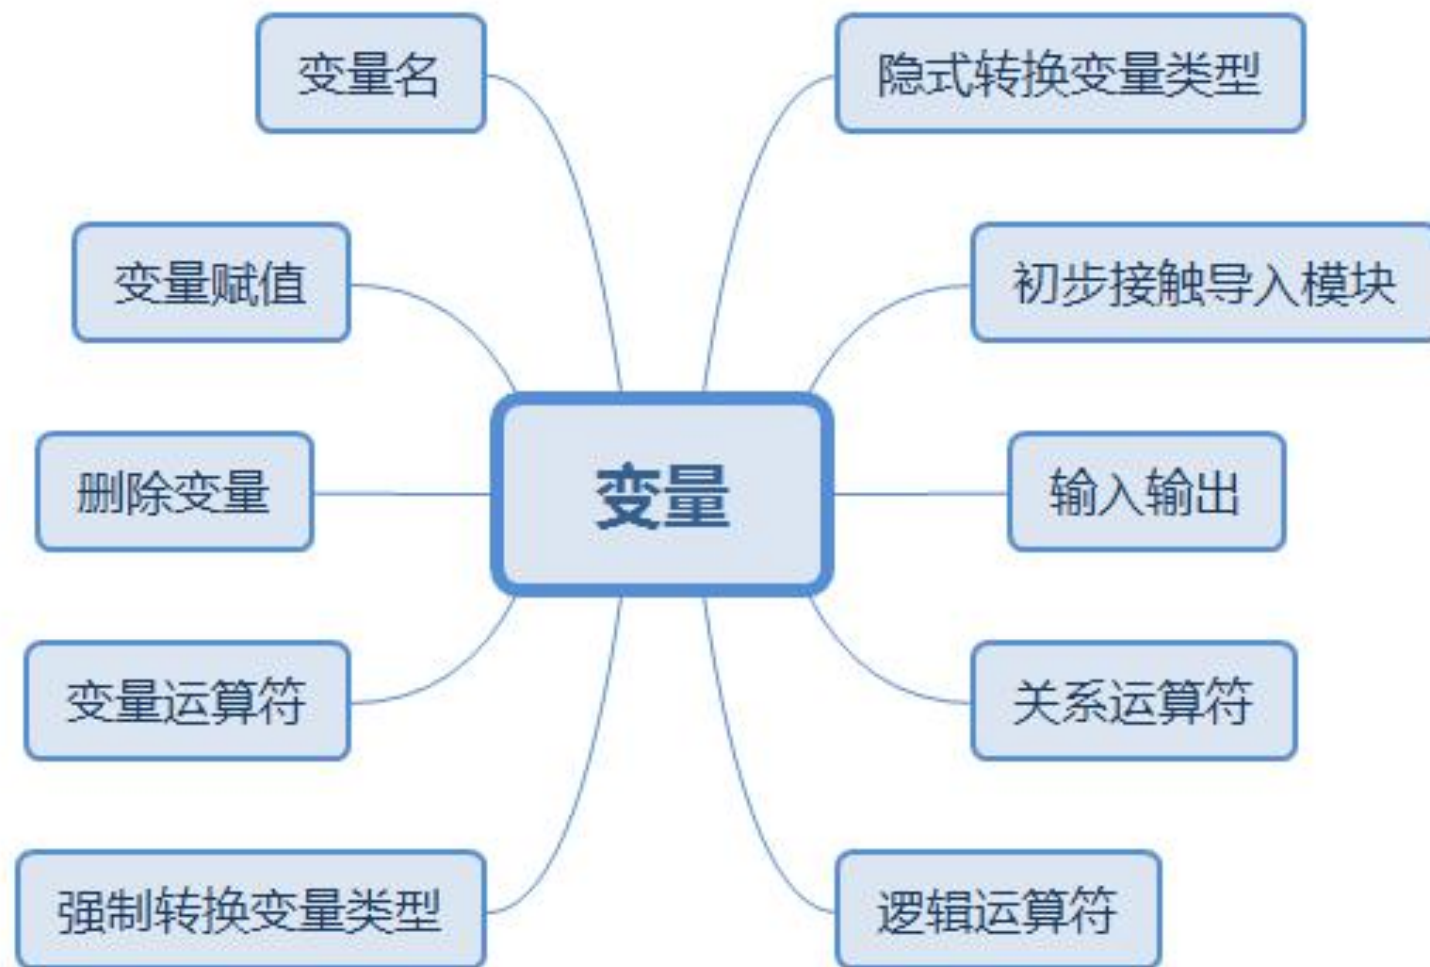 变量名
隐式转换变量类型
变量赋值
初步接触导入模块
删除变量
变量
输入输出
变量运算符
关系运算符
强制转换变量类型
逻辑运算符